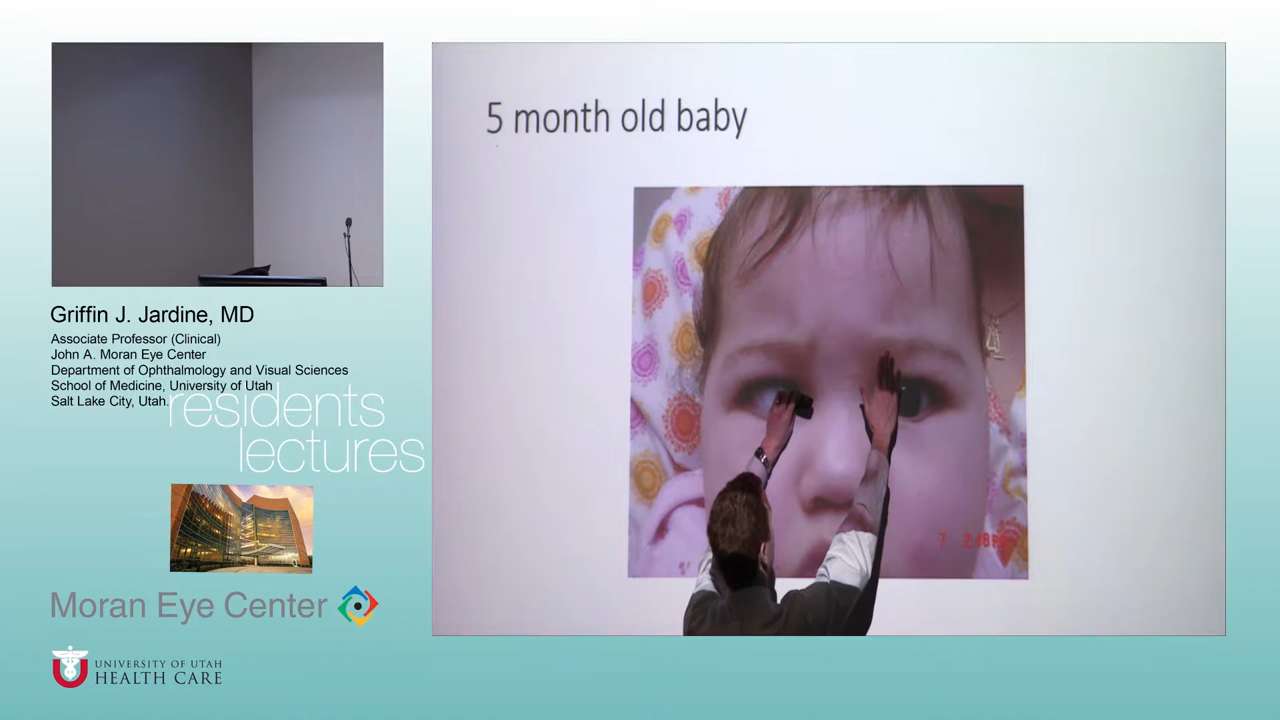 5 month old baby
Griffin J. Jardine, MD
Associate Professor (Clinical)
John A. Moran Eye Center
Department of Ophthalmology and Visual Sciences
School of Medicine, University of Utah
Salt Lake City, Utah.
residents
lectures
Moran Eye Center
UNIVERSITY OF UTAH
HEALTH CARE